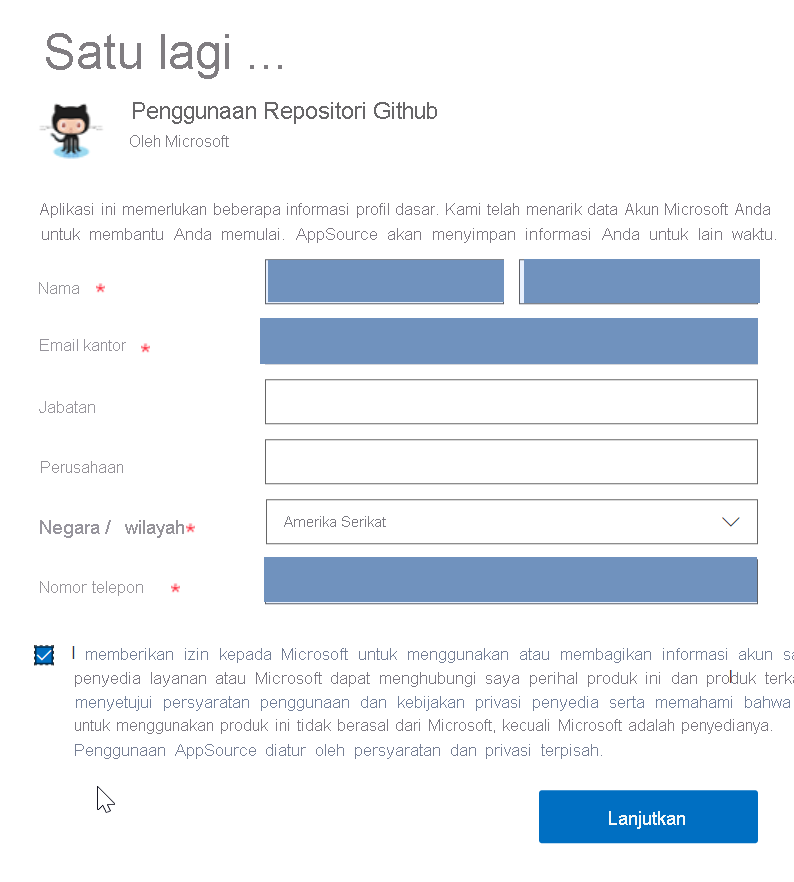 Satu lagi ...
Penggunaan Repositori Github
Oleh Microsoft
Aplikasi ini memerlukan beberapa informasi profil dasar. Kami telah menarik data Akun Microsoft Anda
untuk membantu Anda memulai. AppSource akan menyimpan informasi Anda untuk lain waktu.
Nama *
Email kantor *
Jabatan
Perusahaan
Negara / wilayah* Amerika Serikat
Nomor telepon *
I memberikan izin kepada Microsoft untuk menggunakan atau membagikan informasi akun sa
penyedia layanan atau Microsoft dapat menghubungi saya perihal produk ini dan produk terka
menyetujui persyaratan penggunaan dan kebijakan privasi penyedia serta memahami bahwa
untuk menggunakan produk ini tidak berasal dari Microsoft, kecuali Microsoft adalah penyedianya.
Penggunaan AppSource diatur oleh persyaratan dan privasi terpisah.
Lanjutkan